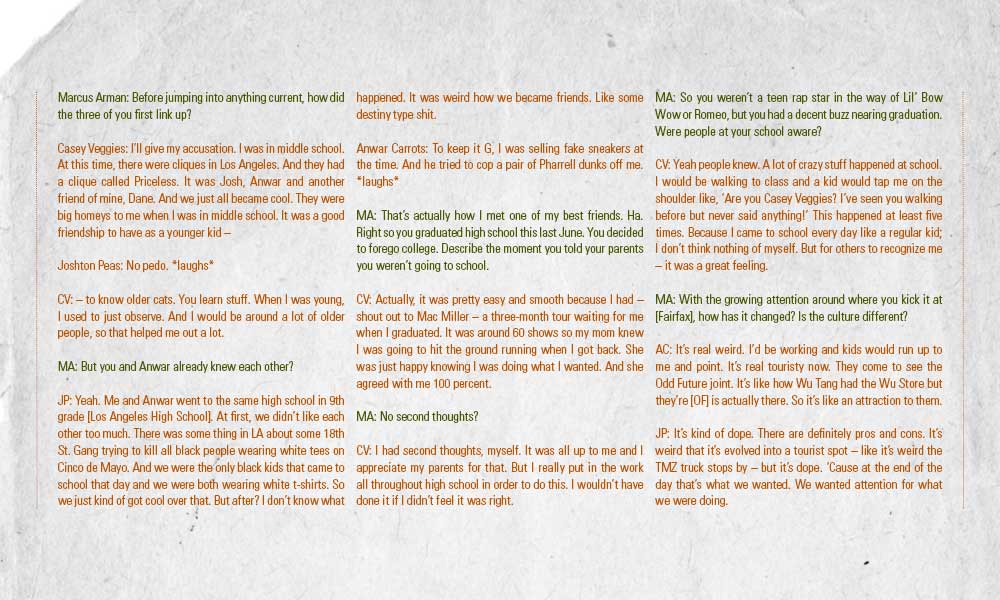 Marcus Arman: Before jumping into anything current, how did
the three of you first link up?
Casey Veggies: I'll give my accusation. I was in middle school.
At this time, there were cliques in Los Angeles. And they had
a clique called Priceless. It was Josh, Anwar and another
friend of mine, Dane. And we just all became cool. They were
big homeys to me when I was in middle school. It was a good
friendship to have as a younger kid –
Joshton Peas: No pedo. *laughs*
CV: – to know older cats. You learn stuff. When I was young,
I used to just observe. And I would be around a lot of older
people, so that helped me out a lot.
MA: But you and Anwar already knew each other?
JP: Yeah. Me and Anwar went to the same high school in 9th
grade [Los Angeles High School]. At first, we didn't like each
other too much. There was some thing in LA about some 18th
St. Gang trying to kill all black people wearing white tees on
Cinco de Mayo. And we were the only black kids that came to
school that day and we were both wearing white t-shirts. So
we just kind of got cool over that. But after? I don't know what
happened. It was weird how we became friends. Like some
destiny type shit.
Anwar Carrots: To keep it G, I was selling fake sneakers at
the time. And he tried to cop a pair of Pharrell dunks off me.
*laughs*
MA: That's actually how I met one of my best friends. Ha.
Right so you graduated high school this last June. You decided
to forego college. Describe the moment you told your parents
you weren't going to school.
CV: Actually, it was pretty easy and smooth because I had –
shout out to Mac Miller – a three-month tour waiting for me
when I graduated. It was around 60 shows so my mom knew
I was going to hit the ground running when I got back. She
was just happy knowing I was doing what I wanted. And she
agreed with me 100 percent.
MA: No second thoughts?
CV: I had second thoughts, myself. It was all up to me and I
appreciate my parents for that. But I really put in the work
all throughout high school in order to do this. I wouldn't have
done it if I didn't feel it was right.
MA: So you weren't a teen rap star in the way of Lil' Bow
Wow or Romeo, but you had a decent buzz nearing graduation.
Were people at your school aware?
CV: Yeah people knew. A lot of crazy stuff happened at school.
I would be walking to class and a kid would tap me on the
shoulder like, 'Are you Casey Veggies? I've seen you walking
before but never said anything!' This happened at least five
times. Because I came to school every day like a regular kid;
I don't think nothing of myself. But for others to recognize me
– it was a great feeling.
MA: With the growing attention around where you kick it at
[Fairfax], how has it changed? Is the culture different?
AC: It's real weird. I'd be working and kids would run up to
me and point. It's real touristy now. They come to see the
Odd Future joint. It's like how Wu Tang had the Wu Store but
they're [OF] is actually there. So it's like an attraction to them.
JP: It's kind of dope. There are definitely pros and cons. It's
weird that it's evolved into a tourist spot – like it's weird the
TMZ truck stops by – but it's dope. 'Cause at the end of the
day that's what we wanted. We wanted attention for what
we were doing.